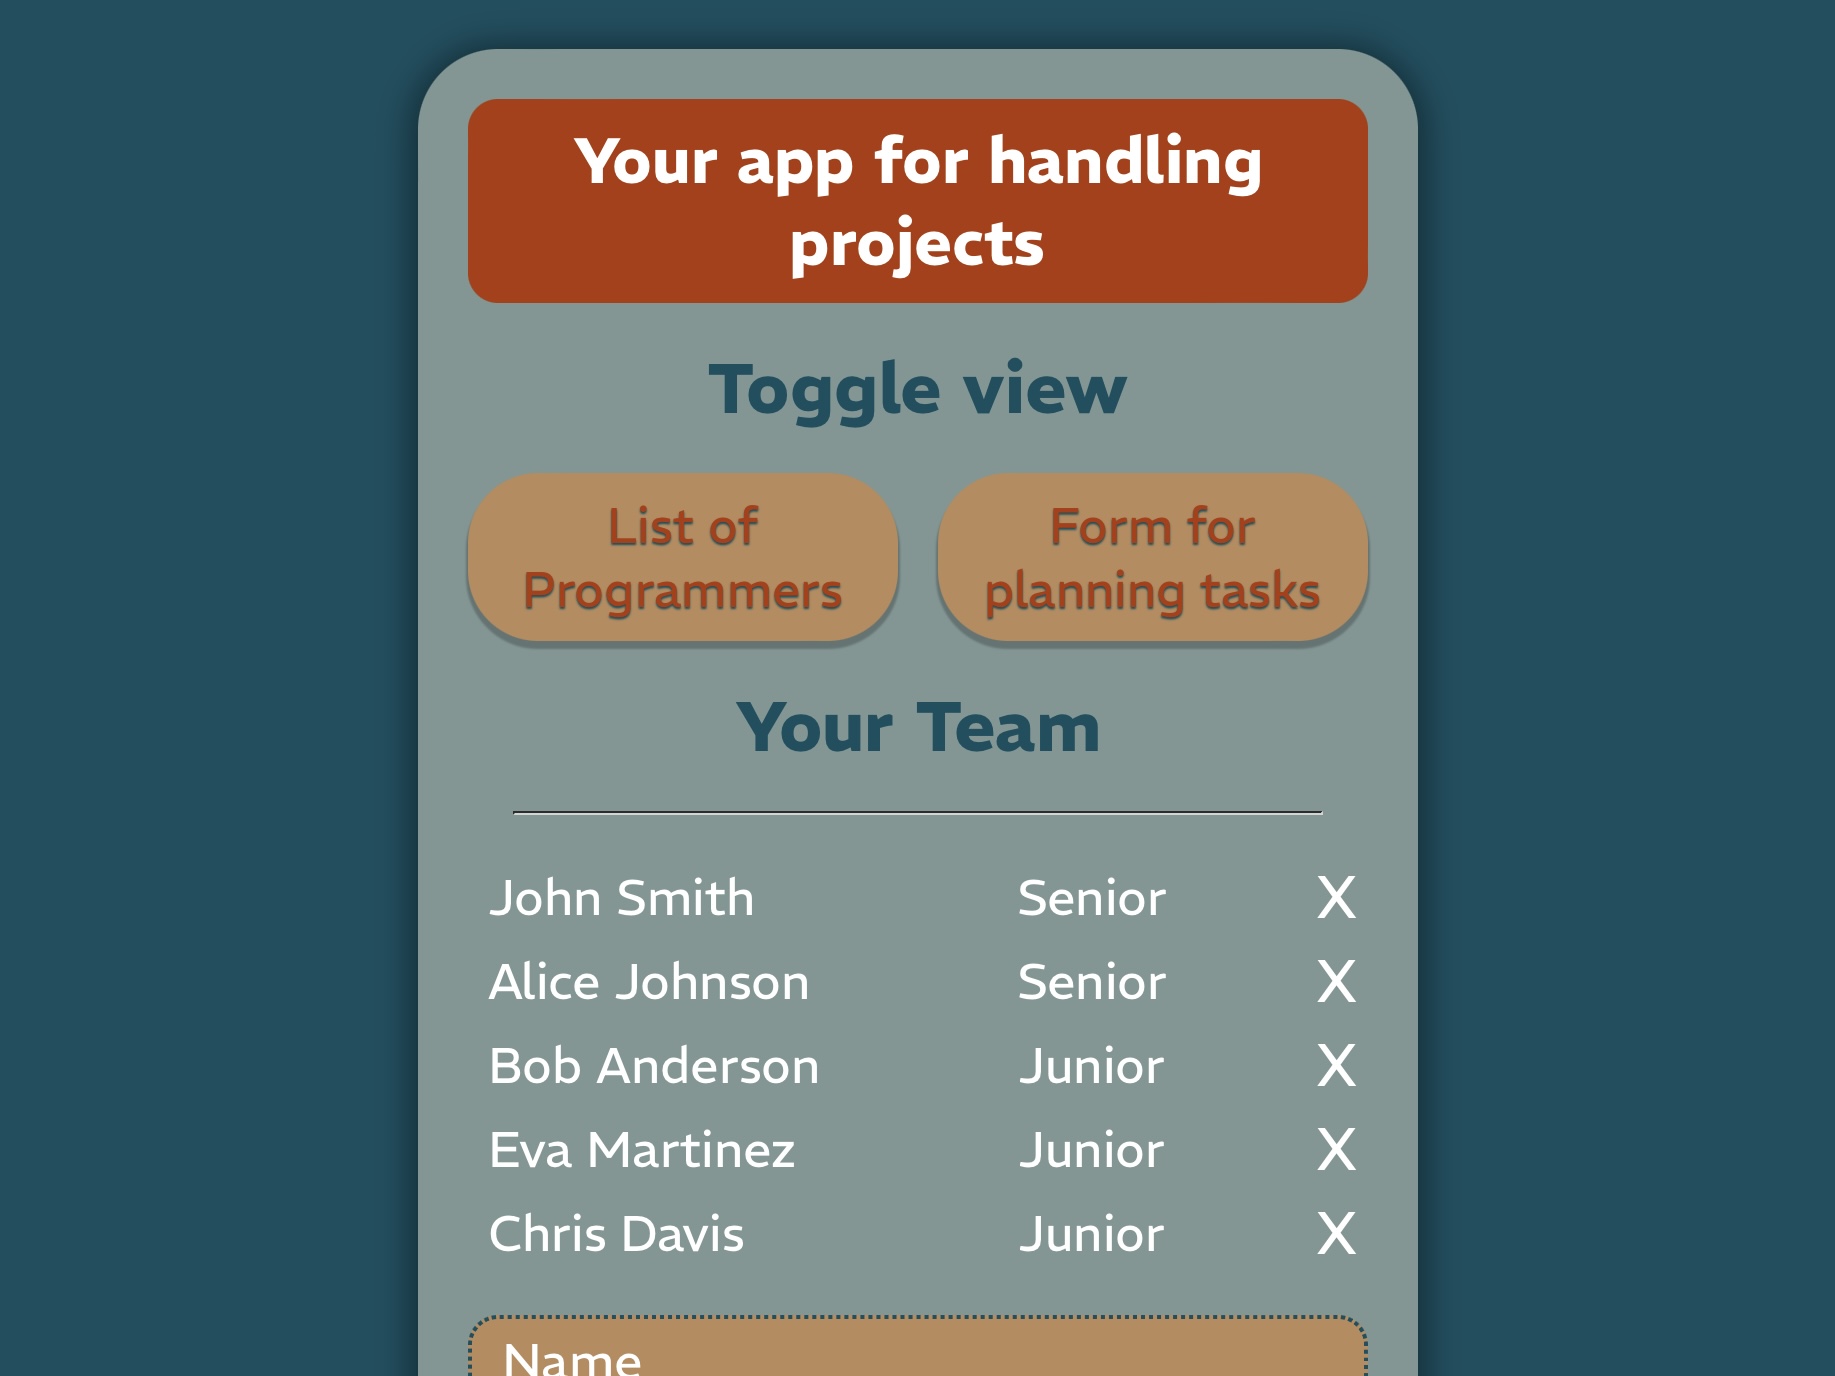 Your app for handling
projects
Toggle view
List of
Programmers
Form for
planning tasks
Your Team
John Smith Senior X
Alice Johnson Senior X
Bob Anderson Junior X
Eva Martinez Junior X
Chris Davis Junior X
Name